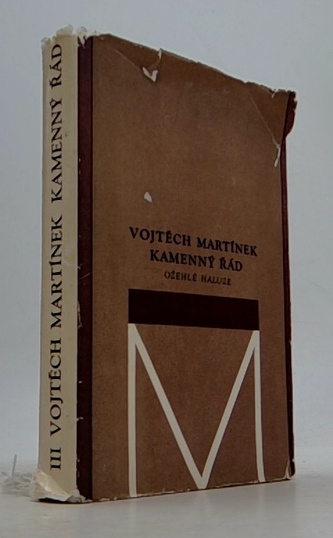 III VOJTĚCH MARTÍNEK KAMENNÝ ŘÁD
VOJTĚCH MARTÍNEK
KAMENNÝ ŘÁD
OŽEHLÉ HALUZE
M